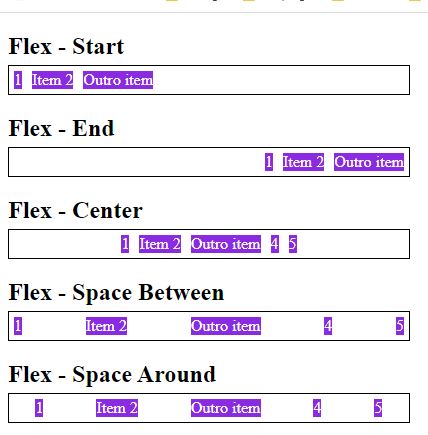 Flex - Start
1 Item 2 Outro item
Flex - End
1 Item 2 Outro item
Flex - Center
1 Item 2 Outro item 4 5
Flex - Space Between
1 Item 2 Outro item 4 5
Flex - Space Around
1 Item 2 Outro item 4 5